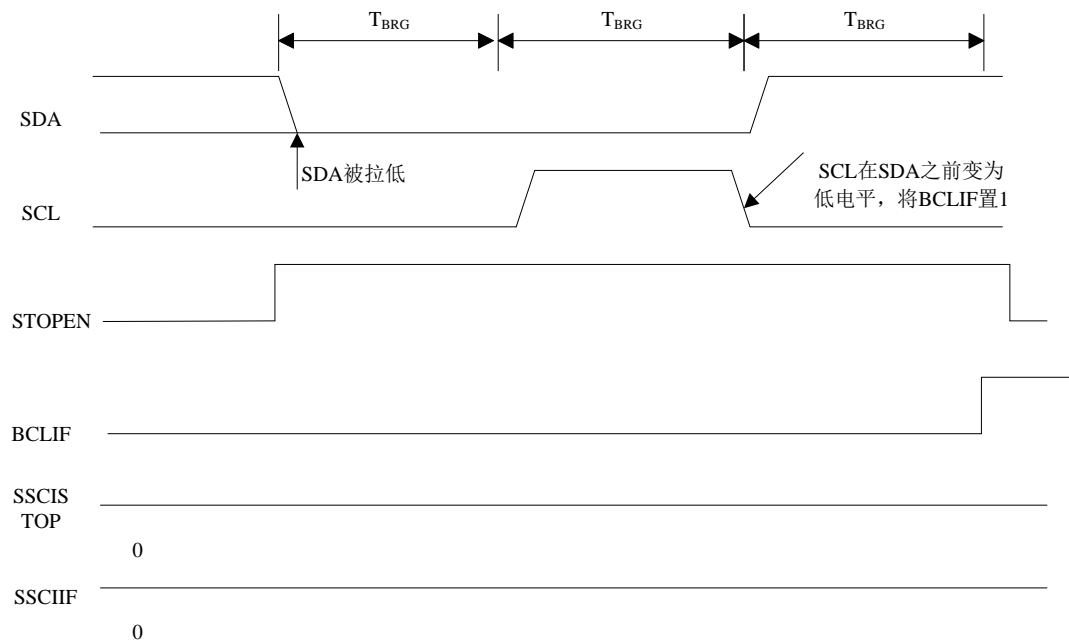 TBRG TBRG TBRG
SDA
SDA被拉低
SCL在SDA之前变为
低电平，将BCLIF置1
SCL
STOPEN
BCLIF
SSCIS
TOP
0
SSCIIF
0